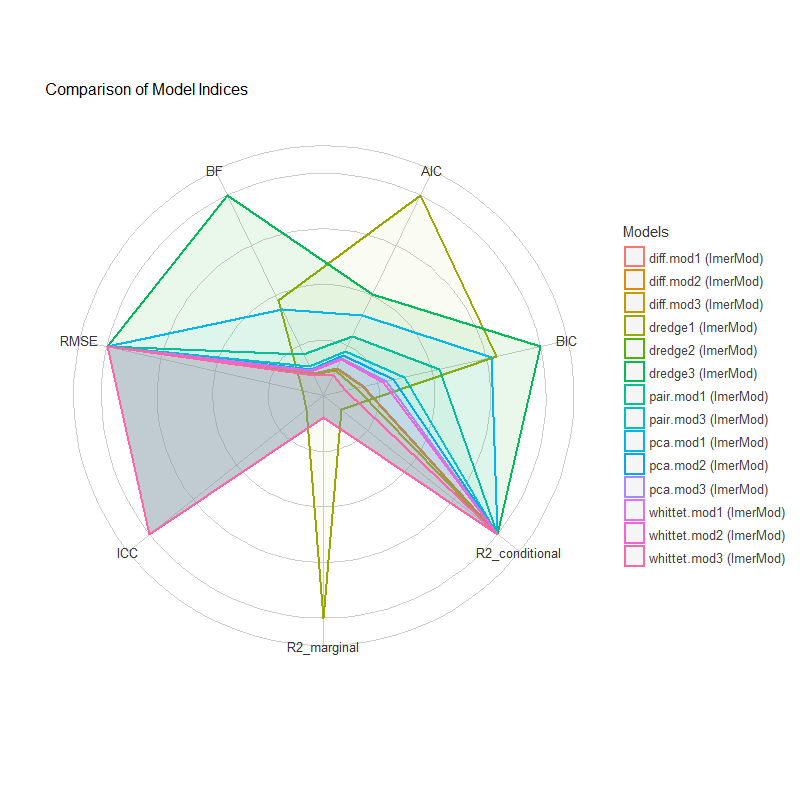 Comparison of Model Indices
BF
AIC
RMSE
BIC
ICC
R2_conditional
R2_marginal
Models
diff.mod1 (lmerMod)
diff.mod2 (lmerMod)
diff.mod3 (lmerMod)
dredge1 (lmerMod)
dredge2 (lmerMod)
dredge3 (lmerMod)
pair.mod1 (lmerMod)
pair.mod3 (lmerMod)
pca.mod1 (lmerMod)
pca.mod2 (lmerMod)
pca.mod3 (lmerMod)
whittet.mod1 (lmerMod)
whittet.mod2 (lmerMod)
whittet.mod3 (lmerMod)